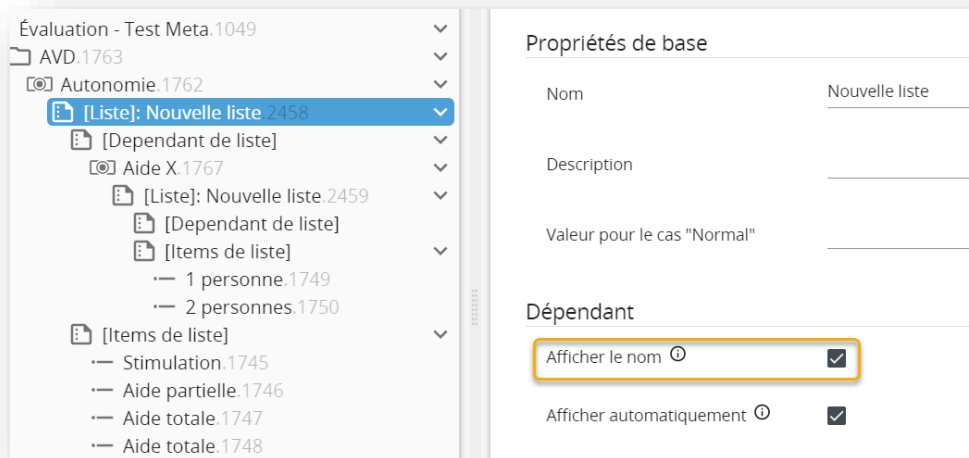 Évaluation - Test Meta.1049
AVD.1763
Autonomie.1762
[Liste]: Nouvelle liste.2458
[Dependant de liste]
Aide X.1767
[Liste]: Nouvelle liste.2459
[Dependant de liste]
[Items de liste]
1 personne.1749
2 personnes.1750
[Items de liste]
Stimulation.1745
Aide partielle.1746
Aide totale.1747
Aide totale.1748
Propriétés de base
Nom Nouvelle liste
Description
Valeur pour le cas "Normal"
Dépendant
Afficher le nom
Afficher automatiquement